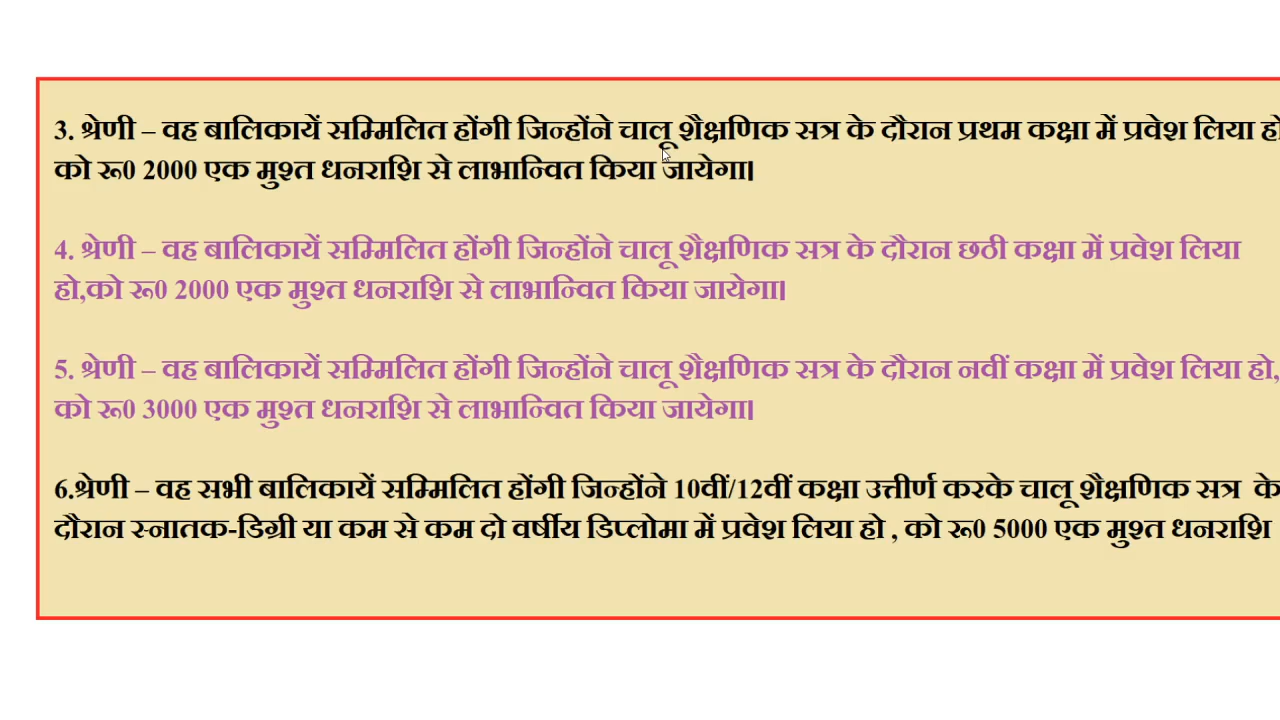 3. श्रेणी – वह बालिकायें सम्मिलित होंगी जिन्होंने चालू शैक्षणिक सत्र के दौरान प्रथम कक्षा में प्रवेश लिया हो
को रू0 2000 एक मुश्त धनराशि से लाभान्वित किया जायेगा।
4. श्रेणी – वह बालिकायें सम्मिलित होंगी जिन्होंने चालू शैक्षणिक सत्र के दौरान छठी कक्षा में प्रवेश लिया
हो,को रू0 2000 एक मुश्त धनराशि से लाभान्वित किया जायेगा।
5. श्रेणी – वह बालिकायें सम्मिलित होंगी जिन्होंने चालू शैक्षणिक सत्र के दौरान नवीं कक्षा में प्रवेश लिया हो,
को रू0 3000 एक मुश्त धनराशि से लाभान्वित किया जायेगा।
6.श्रेणी – वह सभी बालिकायें सम्मिलित होंगी जिन्होंने 10वीं/12वीं कक्षा उत्तीर्ण करके चालू शैक्षणिक सत्र के
दौरान स्नातक-डिग्री या कम से कम दो वर्षीय डिप्लोमा में प्रवेश लिया हो , को रू0 5000 एक मुश्त धनराशि